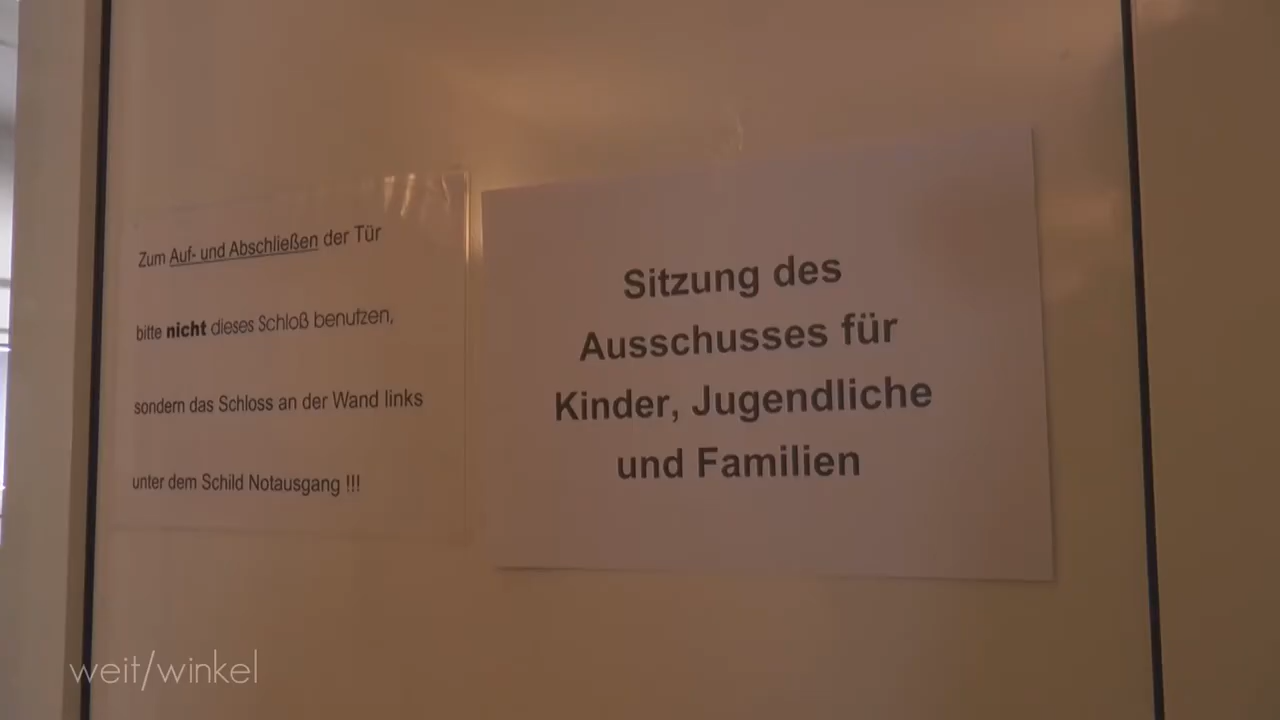 Zum Auf- und Abschließen der Tür
bitte nicht dieses Schloß benutzen,
sondern das Schloss an der Wand links
unter dem Schild Notausgang !!!
Sitzung des
Ausschusses für
Kinder, Jugendliche
und Familien
weit/winkel